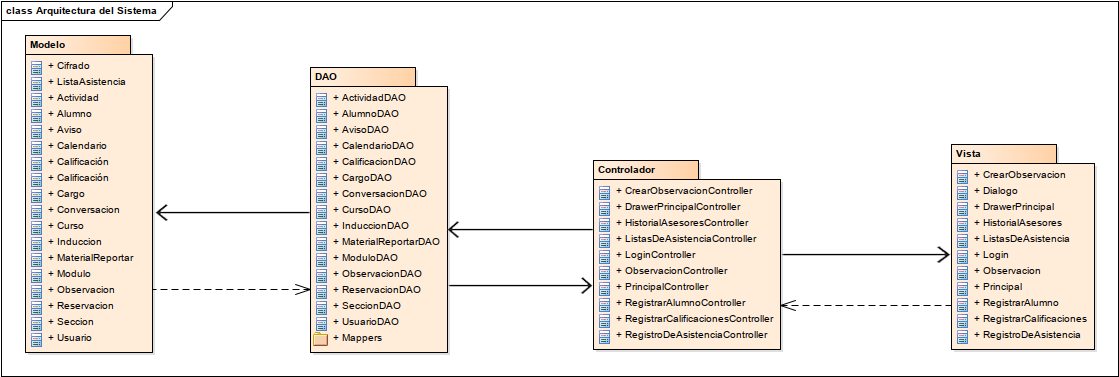 class Arquitectura del Sistema
Modelo
+ Cifrado
+ ListaAsistencia
+ Actividad
+ Alumno
+ Aviso
+ Calendario
+ Calificación
+ Calificación
+ Cargo
+ Conversacion
+ Curso
+ Induccion
+ MaterialReportar
+ Modulo
+ Observacion
+ Reservacion
+ Seccion
+ Usuario
DAO
+ ActividadDAO
+ AlumnoDAO
+ AvisoDAO
+ CalendarioDAO
+ CalificacionDAO
+ CargoDAO
+ ConversacionDAO
+ CursoDAO
+ InduccionDAO
+ MaterialReportarDAO
+ ModuloDAO
+ ObservacionDAO
+ ReservacionDAO
+ SeccionDAO
+ UsuarioDAO
+ Mappers
Controlador
+ CrearObservacionController
+ DrawerPrincipalController
+ HistorialAsesoresController
+ ListasDeAsistenciaController
+ LoginController
+ ObservacionController
+ PrincipalController
+ RegistrarAlumnoController
+ RegistrarCalificacionesController
+ RegistroDeAsistenciaController
Vista
+ CrearObservacion
+ Dialogo
+ DrawerPrincipal
+ HistorialAsesores
+ ListasDeAsistencia
+ Login
+ Observacion
+ Principal
+ RegistrarAlumno
+ RegistrarCalificaciones
+ RegistroDeAsistencia